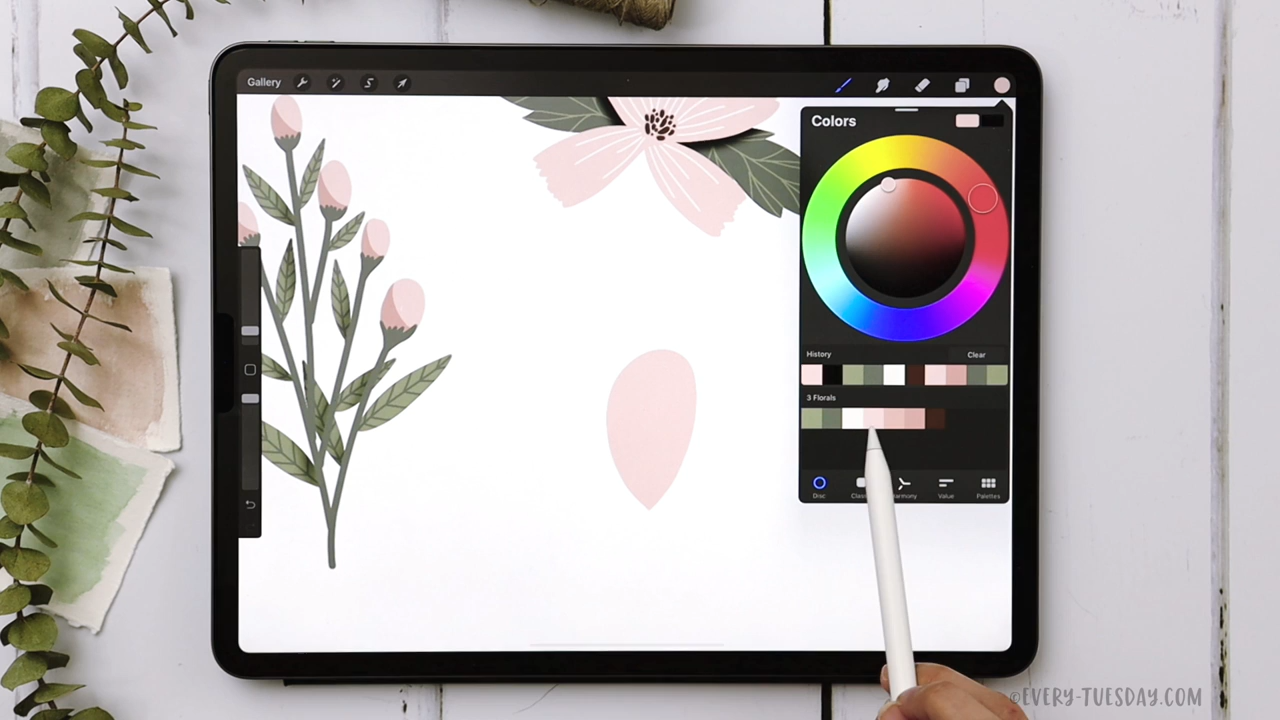 Gallery
Colors
History
Clear
3 Florals
Disc
Value
Palettes
©EVERY-TUESDAY.COM